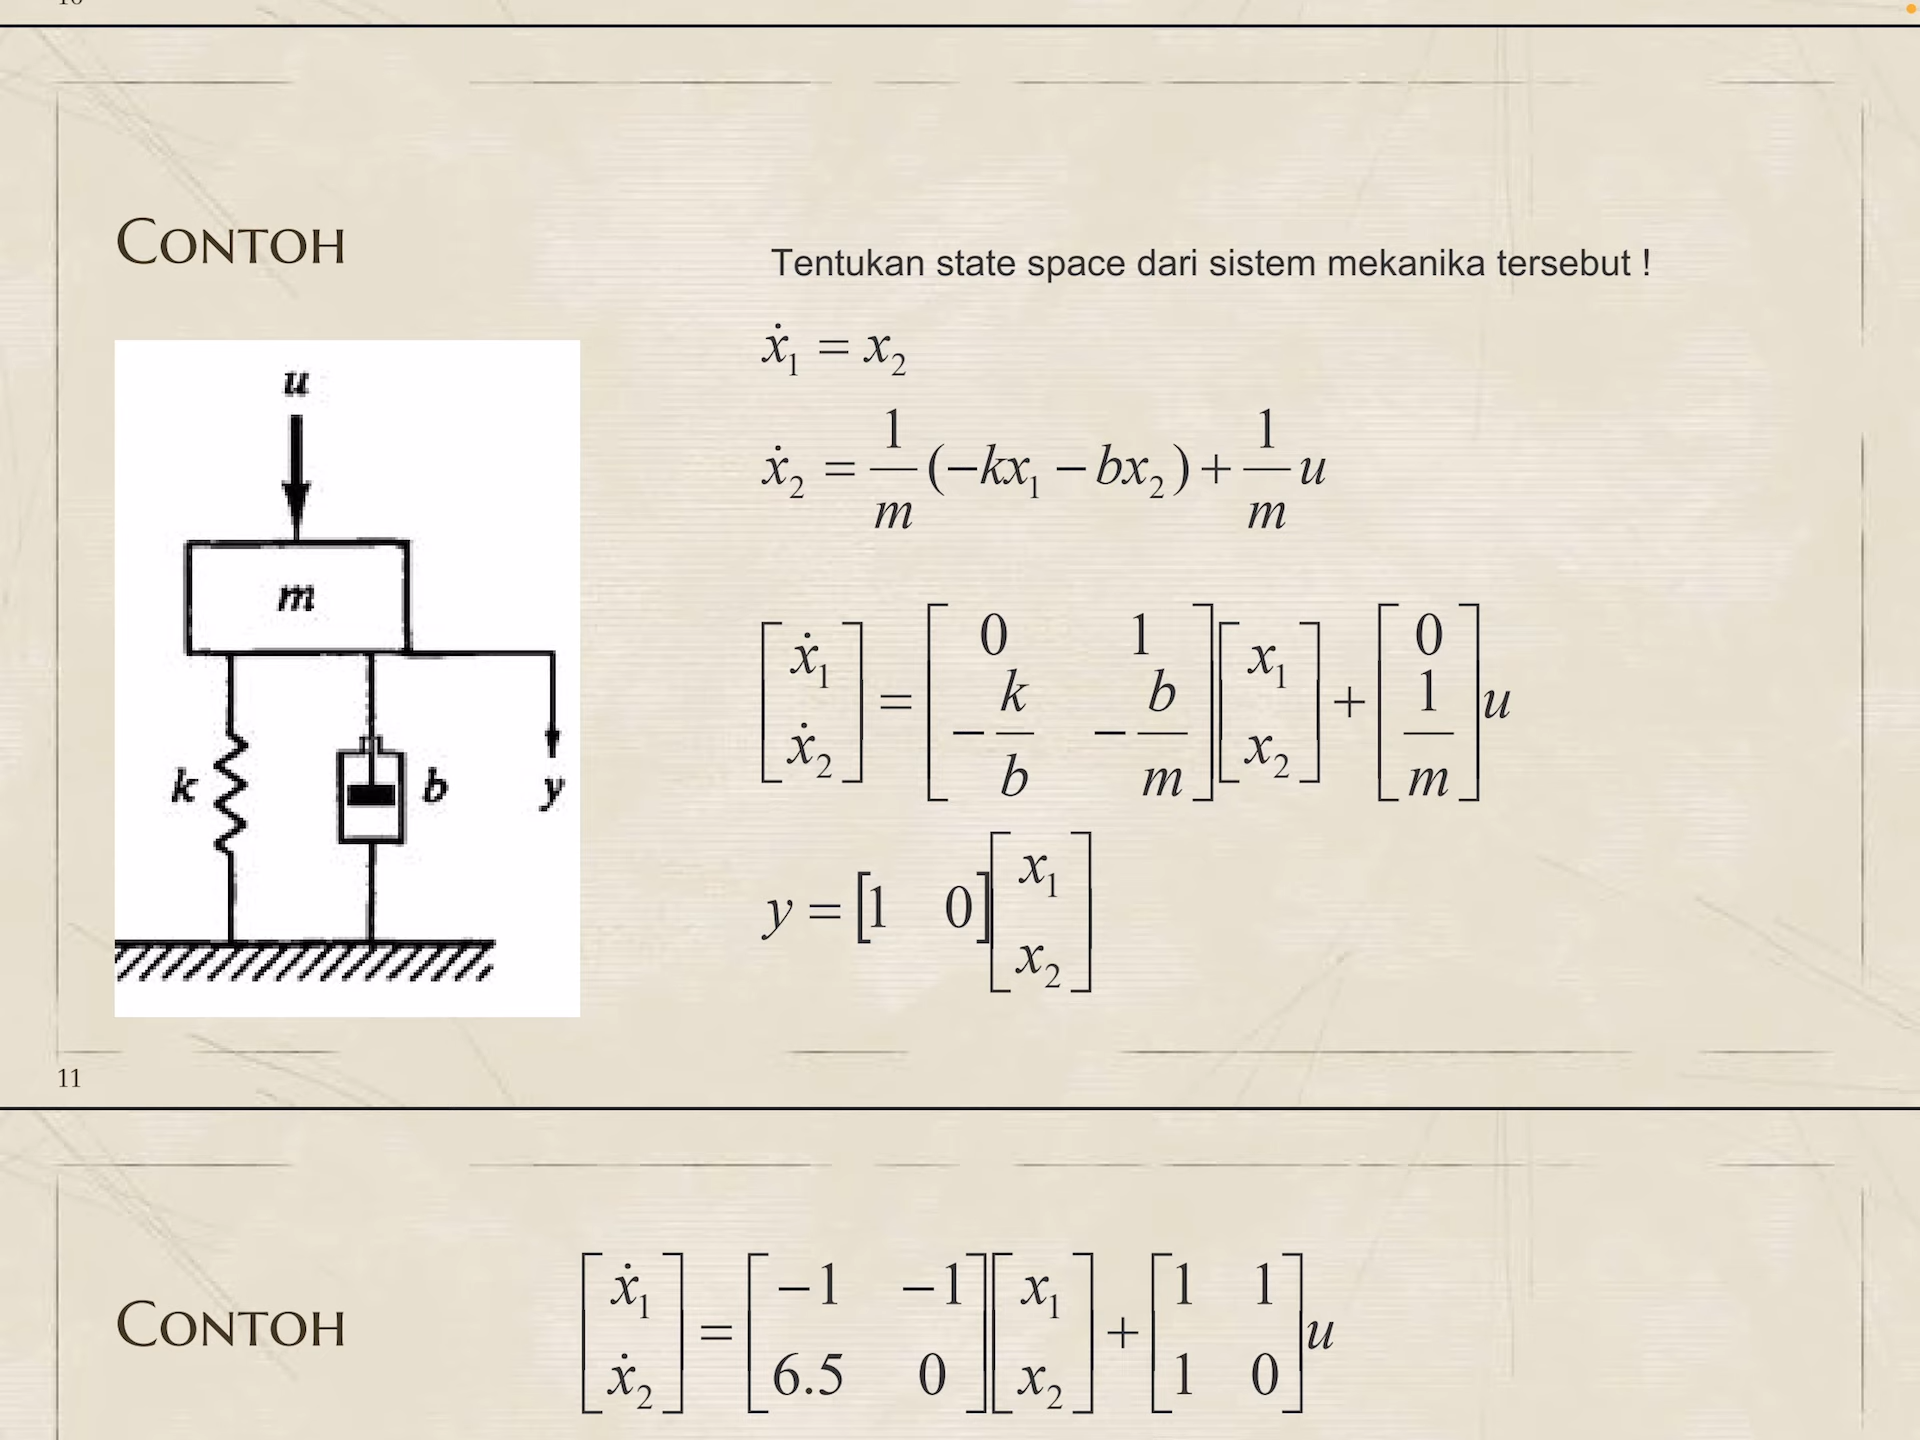 CONTOH
Tentukan state space dari sistem mekanika tersebut !
ẋ₁ = x₂
ẋ₂ = 1/m (−kx₁ − bx₂) + 1/m u
u
m
k
b
y
[ẋ₁; ẋ₂] = [0 1; −k/b −b/m] [x₁; x₂] + [0; 1/m] u
y = [1 0] [x₁; x₂]
11
CONTOH
[ẋ₁; ẋ₂] = [−1 −1; 6.5 0] [x₁; x₂] + [1 1; 1 0] u